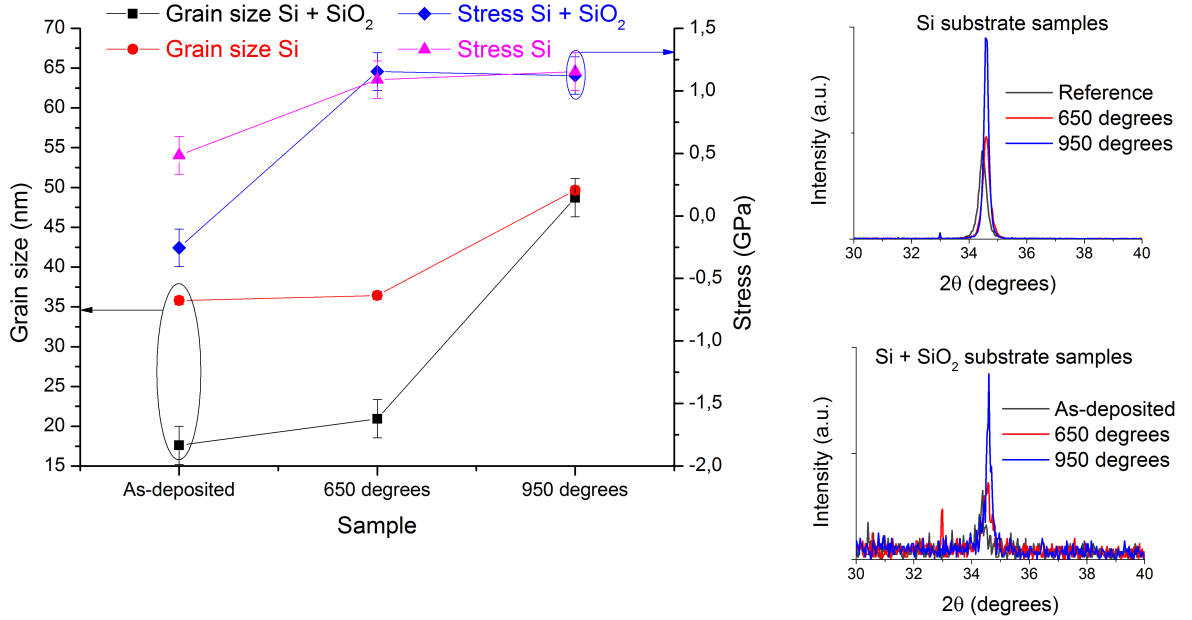 Grain size Si + SiO₂
Stress Si + SiO₂
Grain size Si
Stress Si
70
65
60
55
50
45
40
35
30
25
20
15
Grain size (nm)
1,5
1,0
0,5
0,0
-0,5
-1,0
-1,5
-2,0
Stress (GPa)
As-deposited
650 degrees
950 degrees
Sample
Si substrate samples
Reference
650 degrees
950 degrees
Intensity (a.u.)
30 32 34 36 38 40
2θ (degrees)
Si + SiO₂ substrate samples
As-deposited
650 degrees
950 degrees
Intensity (a.u.)
30 32 34 36 38 40
2θ (degrees)